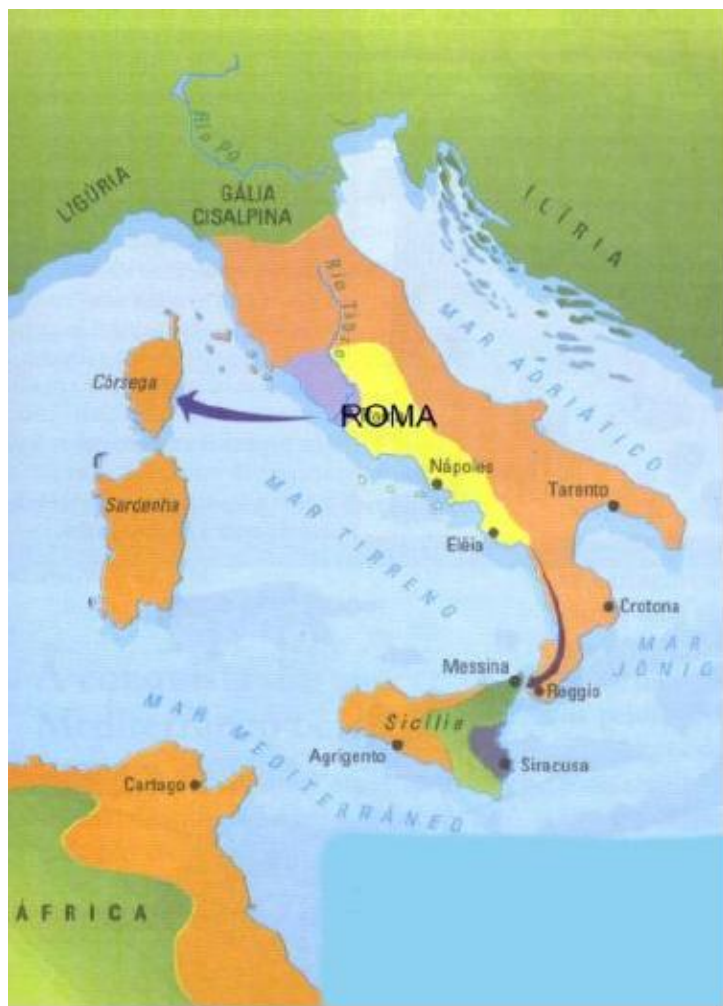 Rio Pó
LIGÚRIA
GÁLIA
CISALPINA
ILÍRIA
Rio Tibre
MAR ADRIÁTICO
Córsega
ROMA
Nápoles
Tarento
Sardenha
MAR TIRRENO
Eléia
Crotona
MAR
JÔNIO
Messina
Reggio
Sicília
MAR MEDITERRÂNEO
Agrigento
Siracusa
Cartago
ÁFRICA